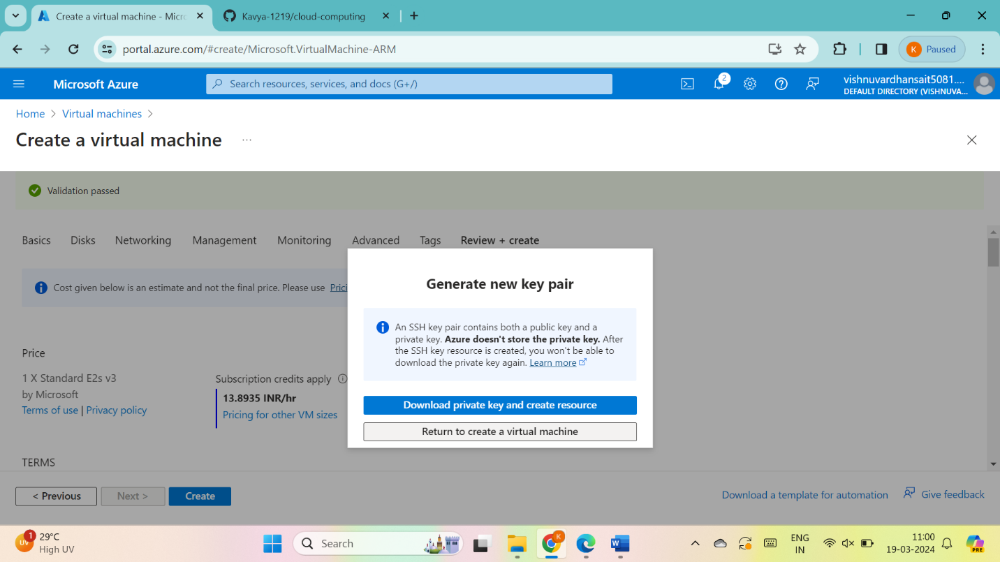 Create a virtual machine - Micr
Kavya-1219/cloud-computing
portal.azure.com/#create/Microsoft.VirtualMachine-ARM
K Paused
Microsoft Azure
Search resources, services, and docs (G+/)
2
vishnuvardhansait5081....
DEFAULT DIRECTORY (VISHNUVA...
Home > Virtual machines >
Create a virtual machine ...
Validation passed
Basics Disks Networking Management Monitoring Advanced Tags Review + create
Cost given below is an estimate and not the final price. Please use Prici
Generate new key pair
An SSH key pair contains both a public key and a
private key. Azure doesn't store the private key. After
the SSH key resource is created, you won't be able to
download the private key again. Learn more
Download private key and create resource
Return to create a virtual machine
Price
1 X Standard E2s v3
by Microsoft
Terms of use | Privacy policy
Subscription credits apply
13.8935 INR/hr
Pricing for other VM sizes
TERMS
< Previous
Next >
Create
Download a template for automation
Give feedback
UV
1
29°C
High UV
Search
K
ENG
IN
11:00
19-03-2024
PRE